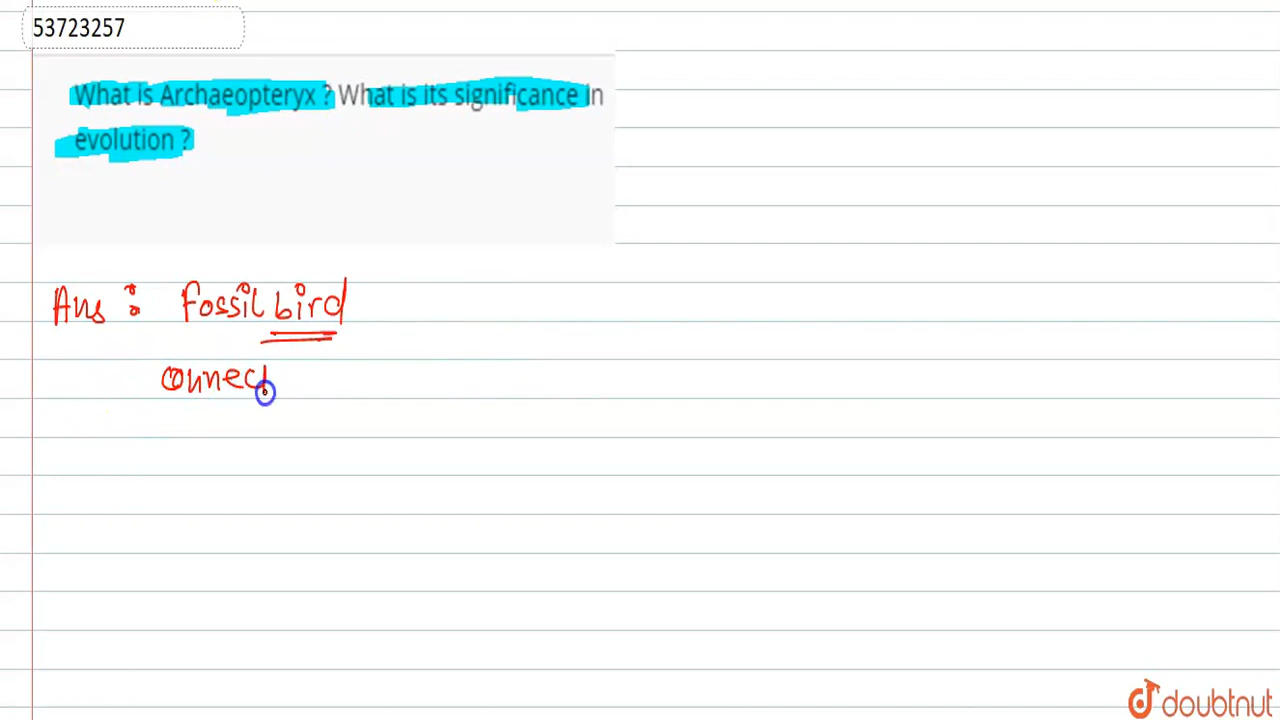 53723257
What is Archaeopteryx ? What is its significance in
evolution ?
Ans : Fossil bird
connect
doubtnut